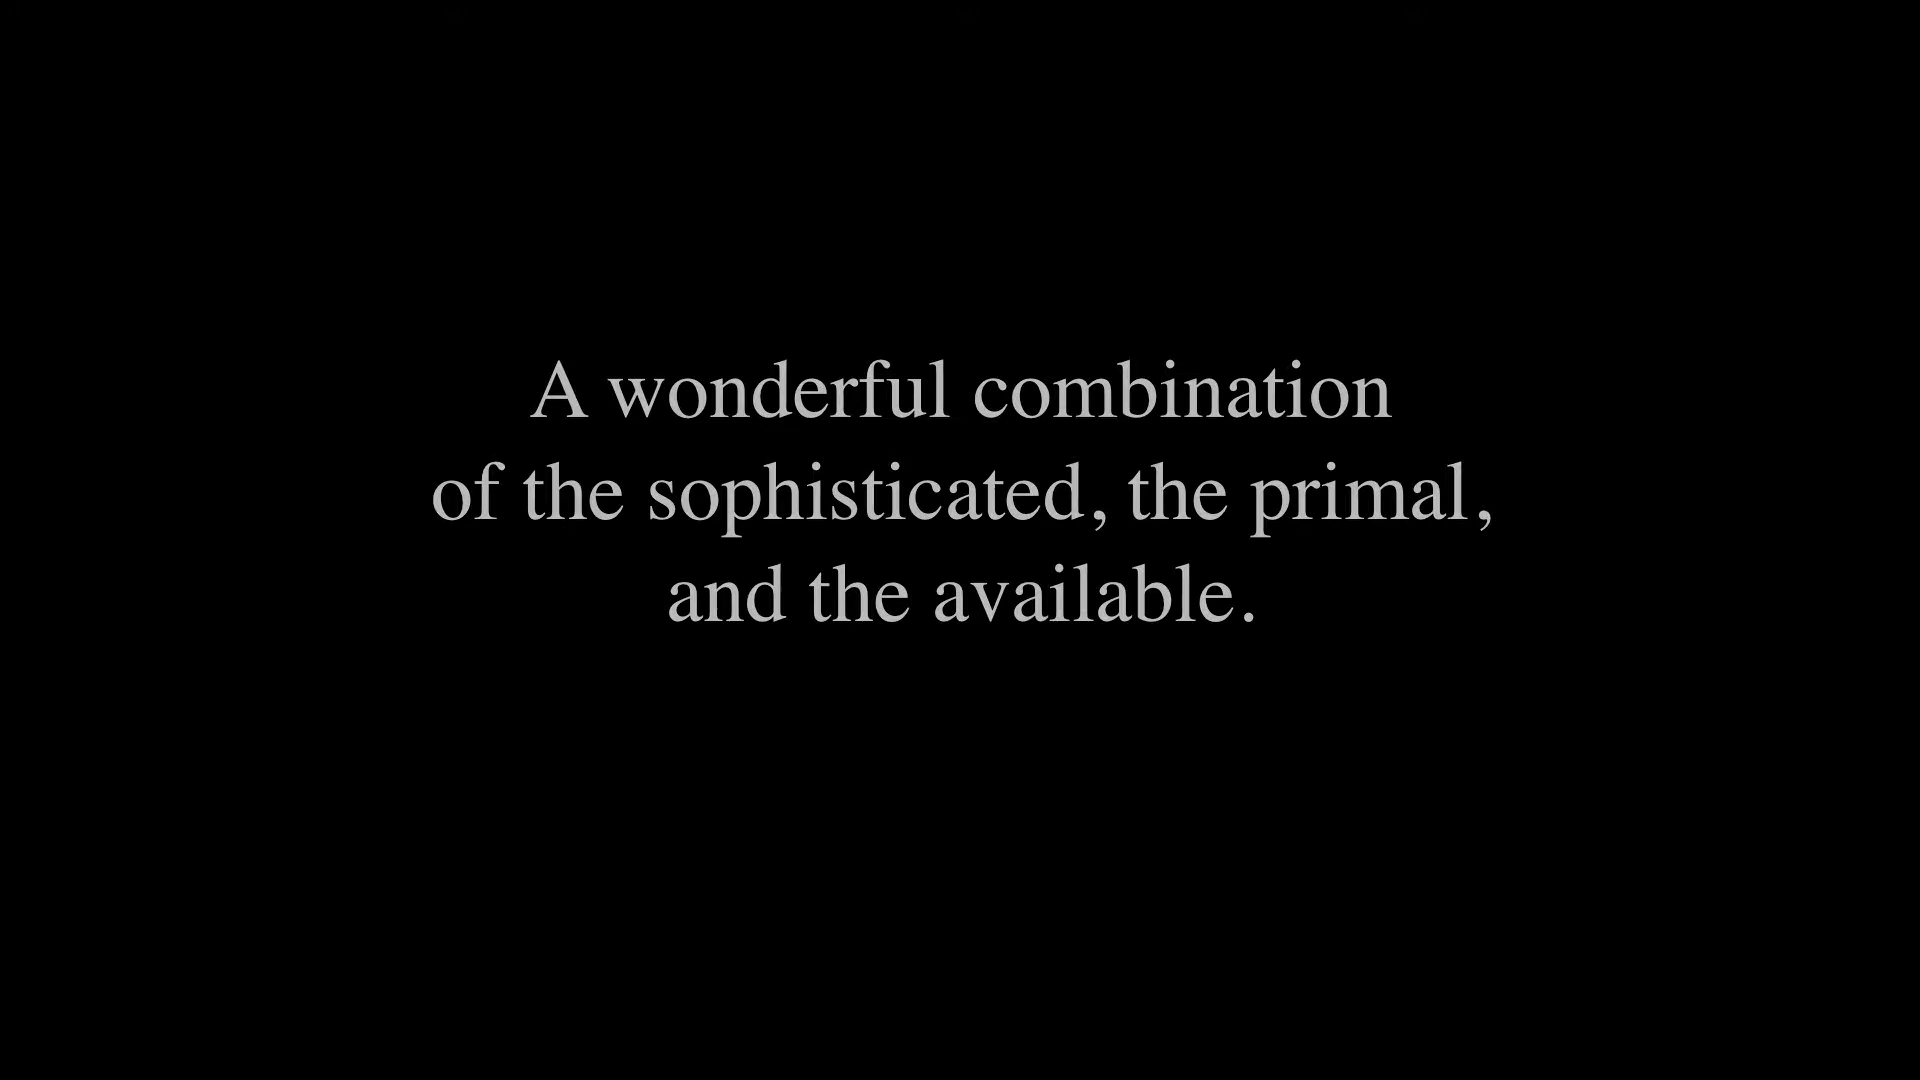 A wonderful combination
of the sophisticated, the primal,
and the available.